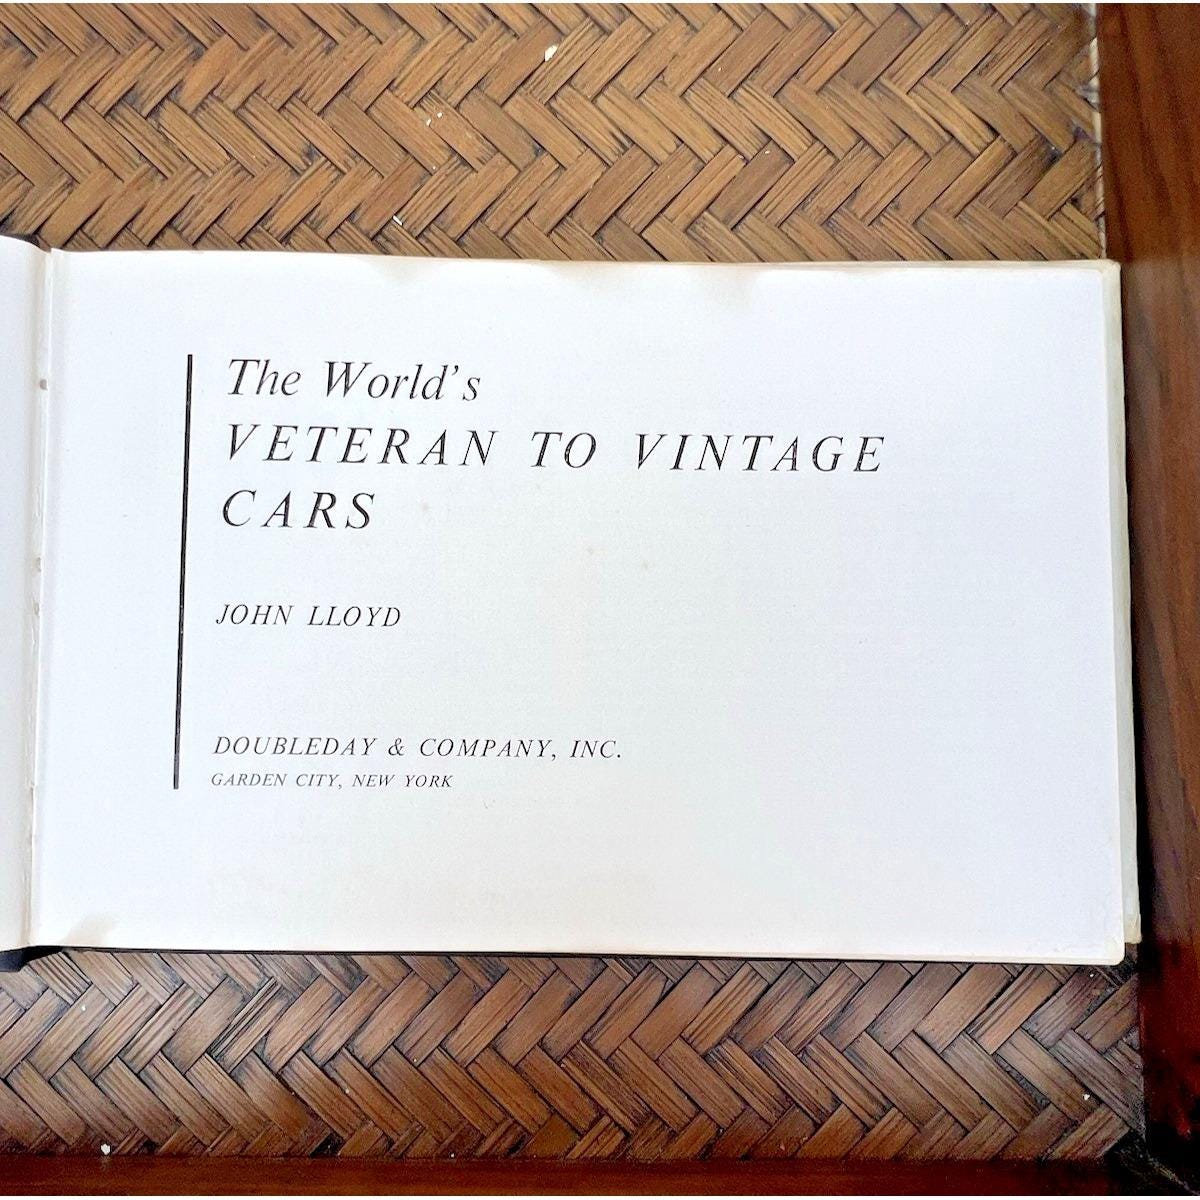 The World's
VETERAN TO VINTAGE
CARS
JOHN LLOYD
DOUBLEDAY & COMPANY, INC.
GARDEN CITY, NEW YORK